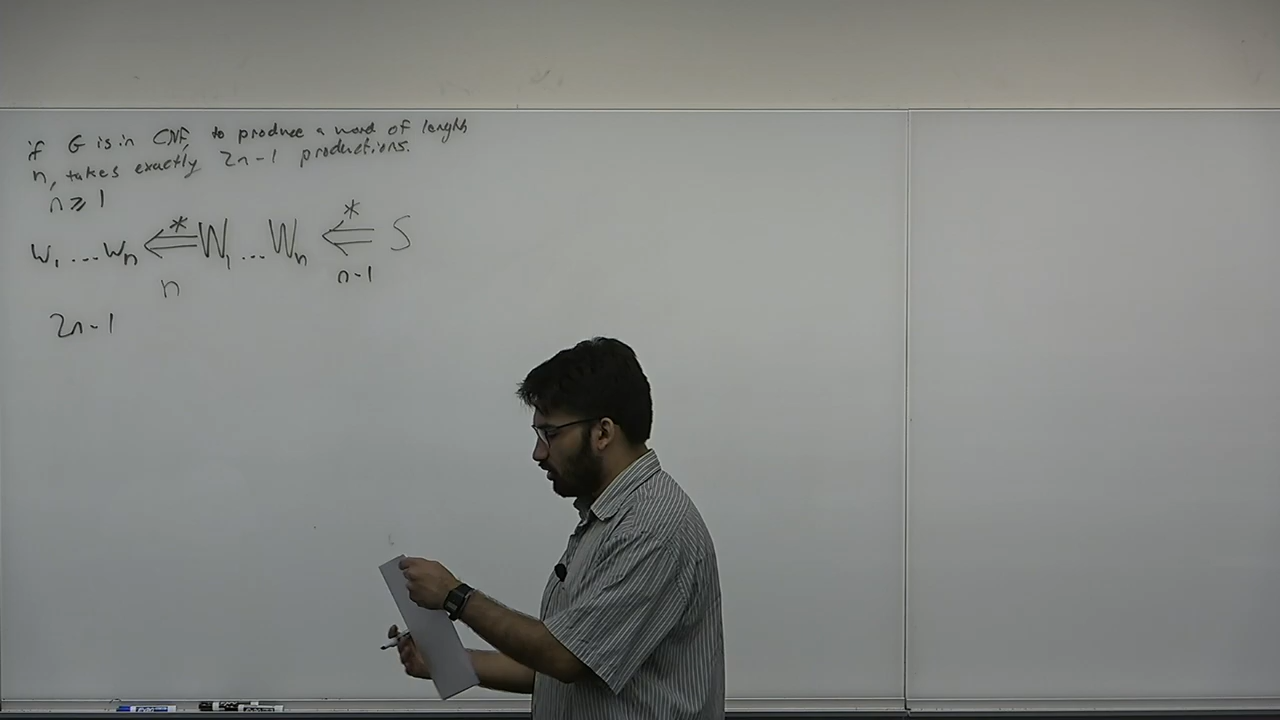 if G is in CNF, to produce a word of length
n, takes exactly 2n-1 productions.
n ⩾ 1
w₁ ... wₙ ⇐* W₁ ... Wₙ ⇐* S
n n-1
2n-1